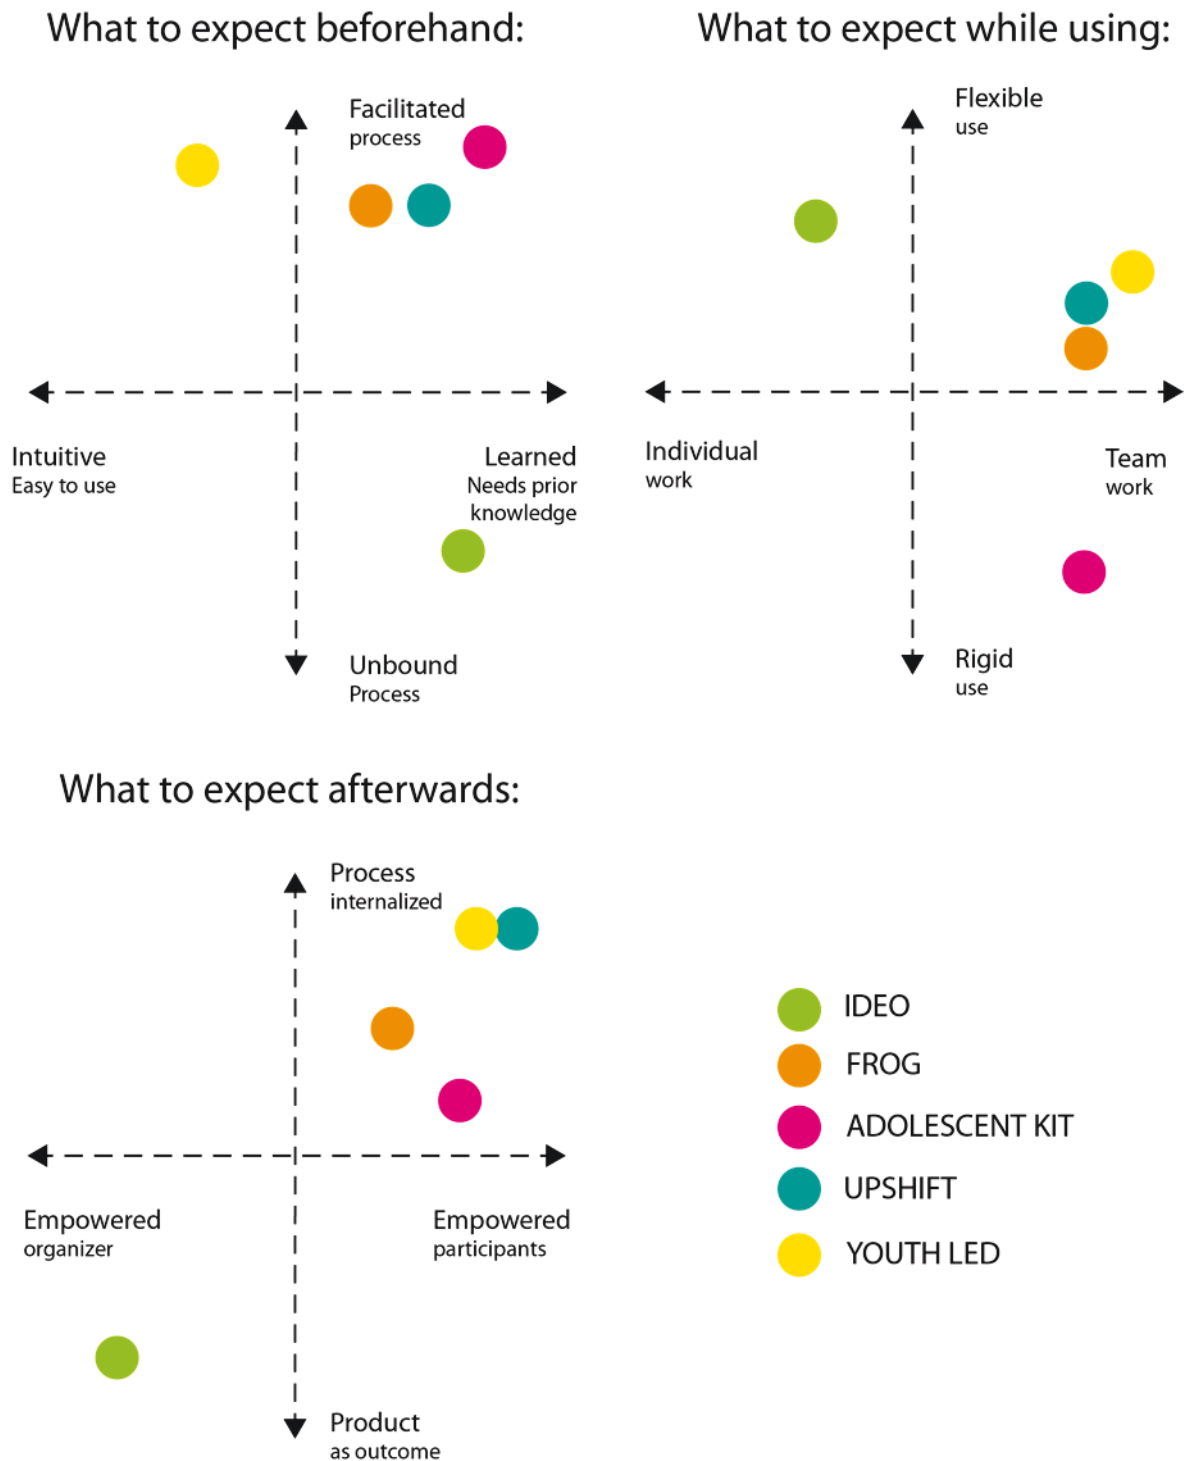 What to expect beforehand:
Facilitated
process
Intuitive
Easy to use
Learned
Needs prior
knowledge
Unbound
Process
What to expect while using:
Flexible
use
Individual
work
Team
work
Rigid
use
What to expect afterwards:
Process
internalized
Empowered
organizer
Empowered
participants
Product
as outcome
IDEO
FROG
ADOLESCENT KIT
UPSHIFT
YOUTH LED